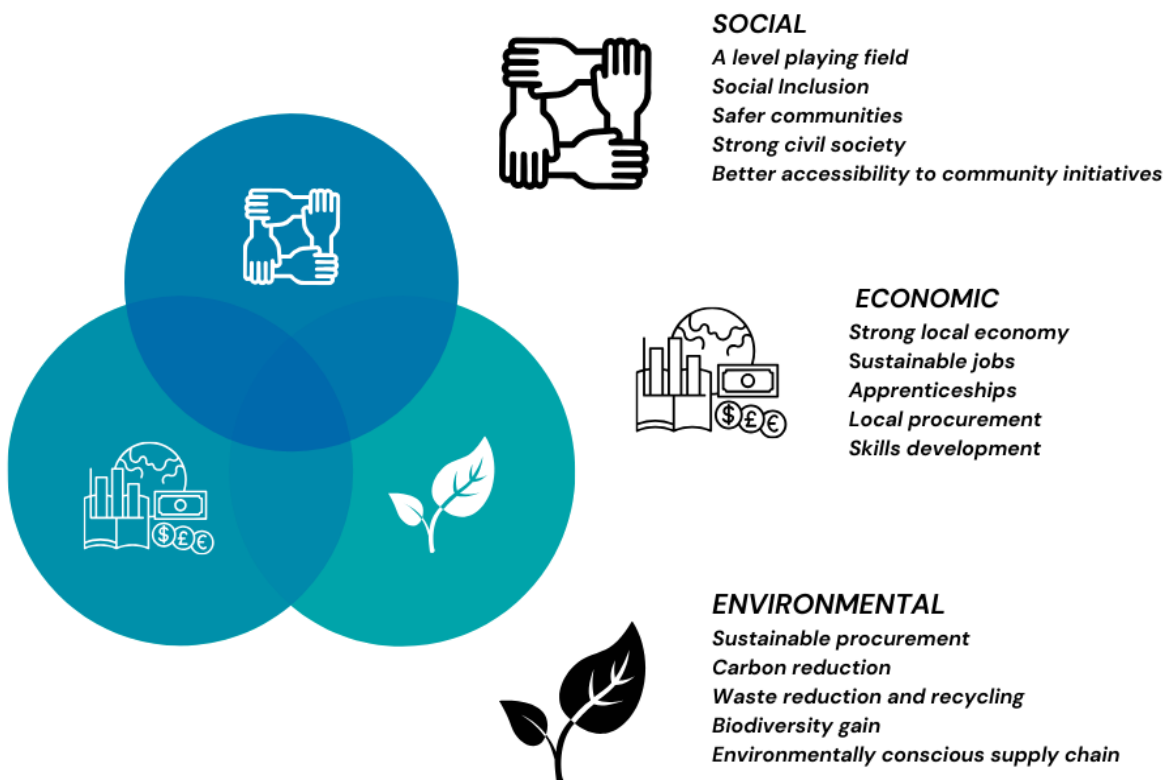 SOCIAL
A level playing field
Social Inclusion
Safer communities
Strong civil society
Better accessibility to community initiatives
ECONOMIC
Strong local economy
Sustainable jobs
Apprenticeships
Local procurement
Skills development
$ £ €
$ £ €
ENVIRONMENTAL
Sustainable procurement
Carbon reduction
Waste reduction and recycling
Biodiversity gain
Environmentally conscious supply chain